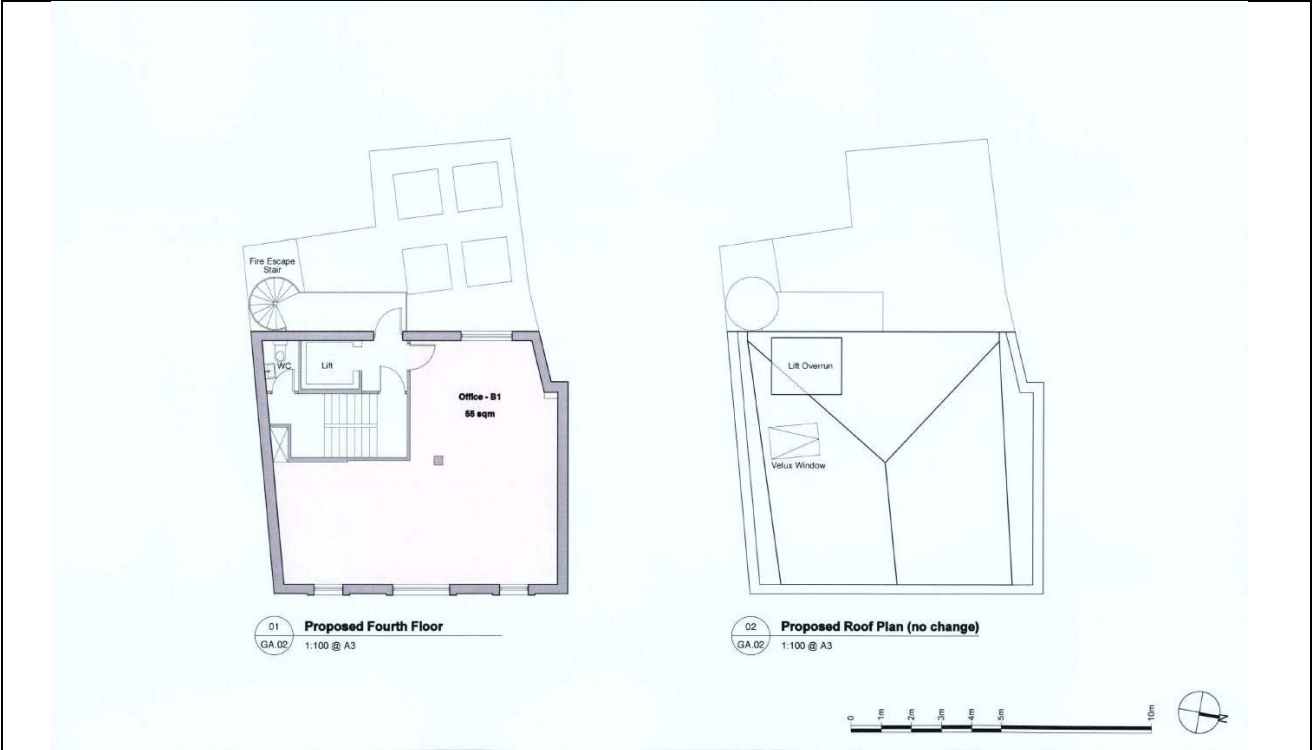 Fire Escape
Stair
WC
Lift
Office - B1
55 sqm
Lift Overrun
Velux Window
01
Proposed Fourth Floor
GA.02
1:100 @ A3
02
Proposed Roof Plan (no change)
GA.02
1:100 @ A3
0
1m
2m
3m
4m
5m
10m
N